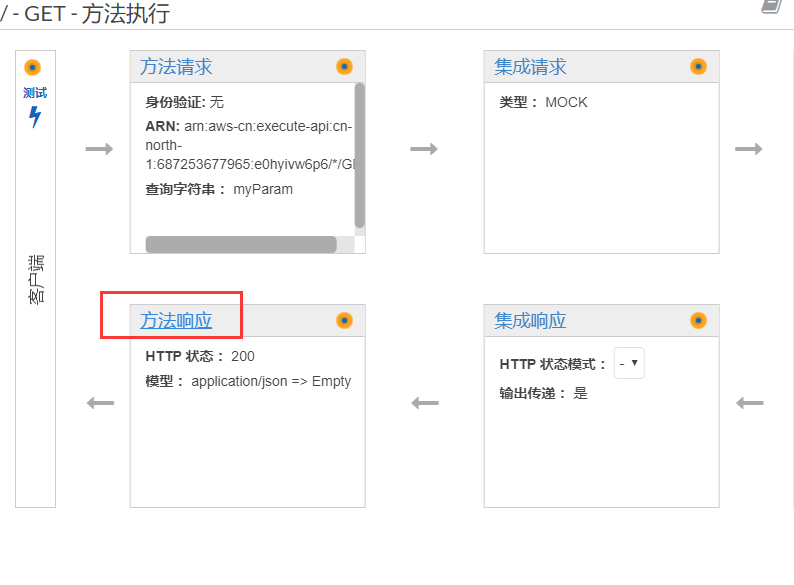 / - GET - 方法执行
测试
客户端
方法请求
身份验证: 无
ARN: arn:aws-cn:execute-api:cn-
north-
1:687253677965:e0hyivw6p6/*/GE
查询字符串： myParam
集成请求
类型： MOCK
方法响应
HTTP 状态： 200
模型： application/json => Empty
集成响应
HTTP 状态模式： -
输出传递： 是